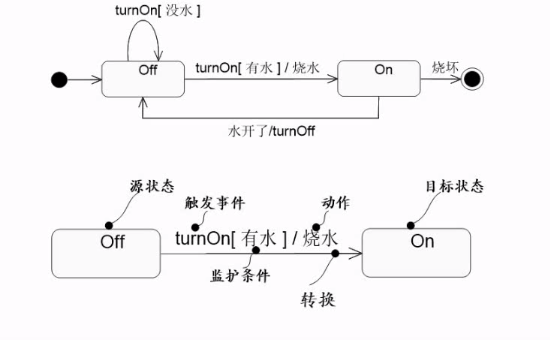 turnOn[ 没水 ]
Off
turnOn[ 有水 ] / 烧水
On
烧坏
水开了/turnOff
源状态
触发事件
动作
目标状态
Off
turnOn[ 有水 ] / 烧水
On
监护条件
转换